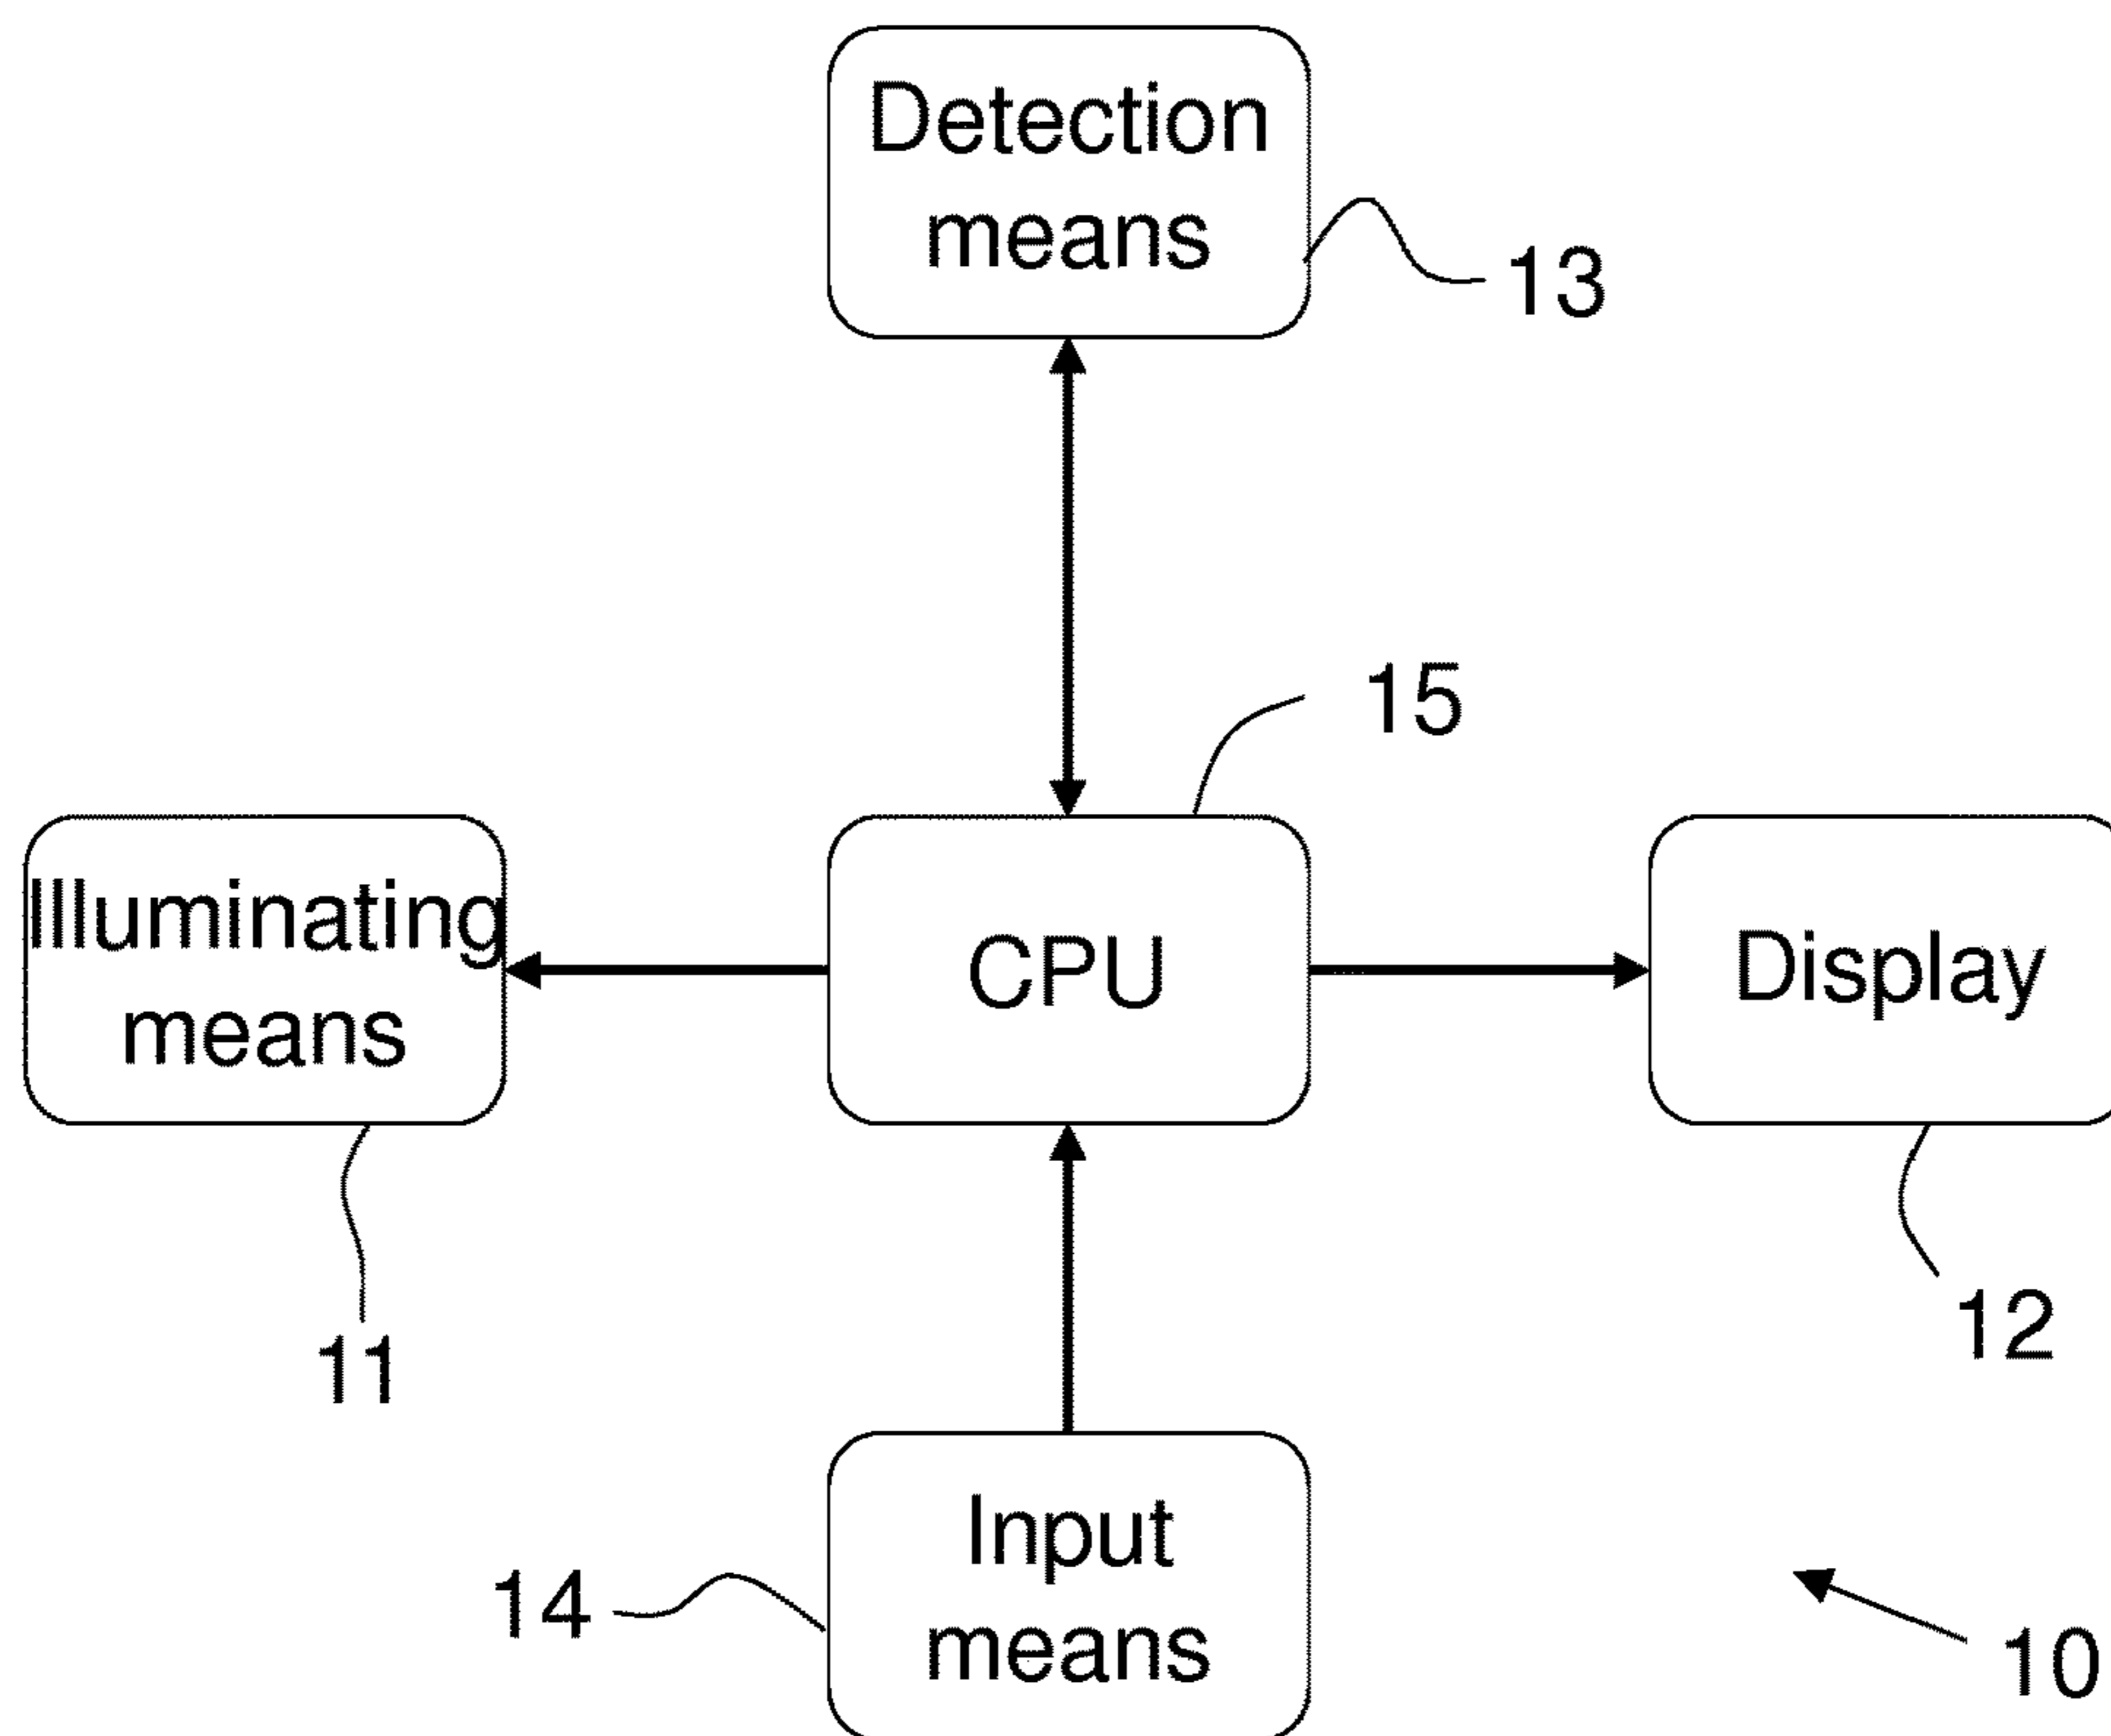 Detection
means
13
15
Illuminating
means
CPU
Display
11
12
Input
means
14
10